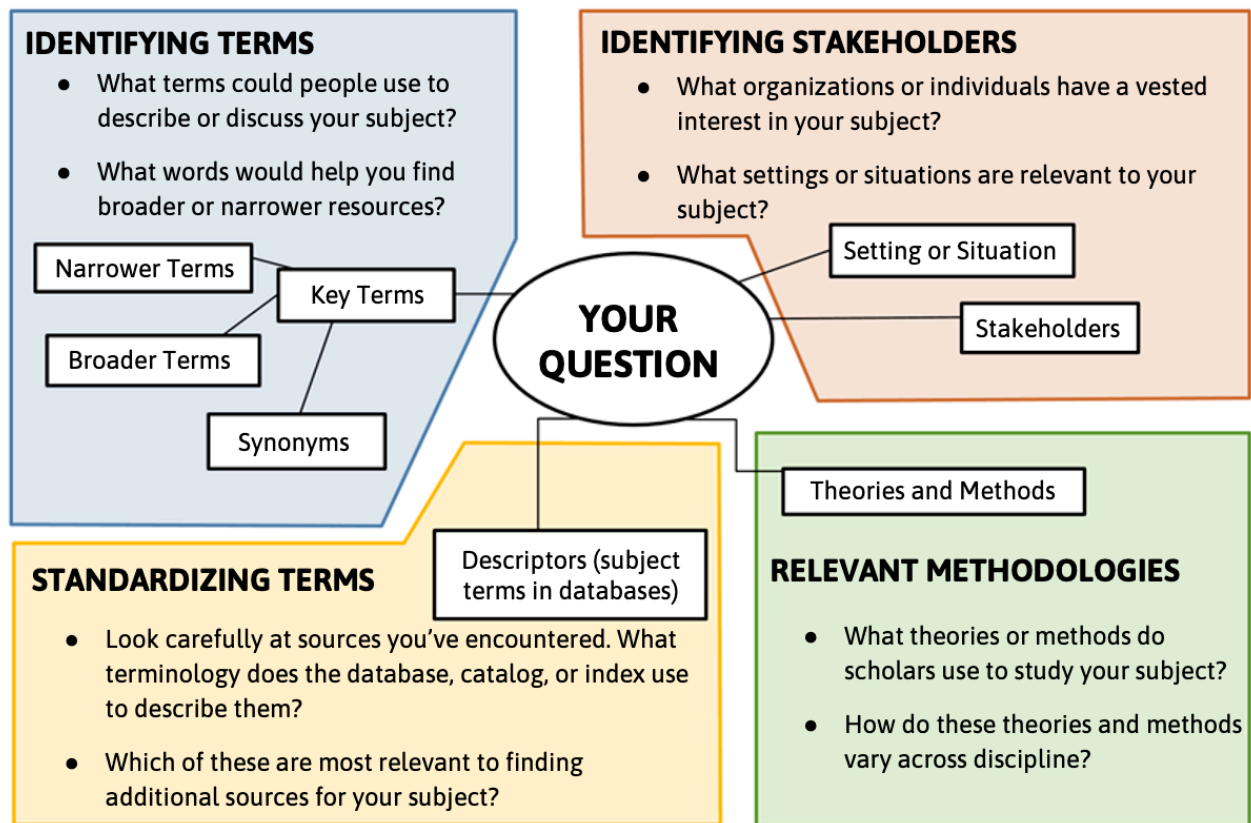 IDENTIFYING TERMS
● What terms could people use to
describe or discuss your subject?
● What words would help you find
broader or narrower resources?
Narrower Terms
Key Terms
Broader Terms
Synonyms
IDENTIFYING STAKEHOLDERS
● What organizations or individuals have a vested
interest in your subject?
● What settings or situations are relevant to your
subject?
Setting or Situation
Stakeholders
YOUR
QUESTION
STANDARDIZING TERMS
Descriptors (subject
terms in databases)
● Look carefully at sources you’ve encountered. What
terminology does the database, catalog, or index use
to describe them?
● Which of these are most relevant to finding
additional sources for your subject?
Theories and Methods
RELEVANT METHODOLOGIES
● What theories or methods do
scholars use to study your subject?
● How do these theories and methods
vary across discipline?